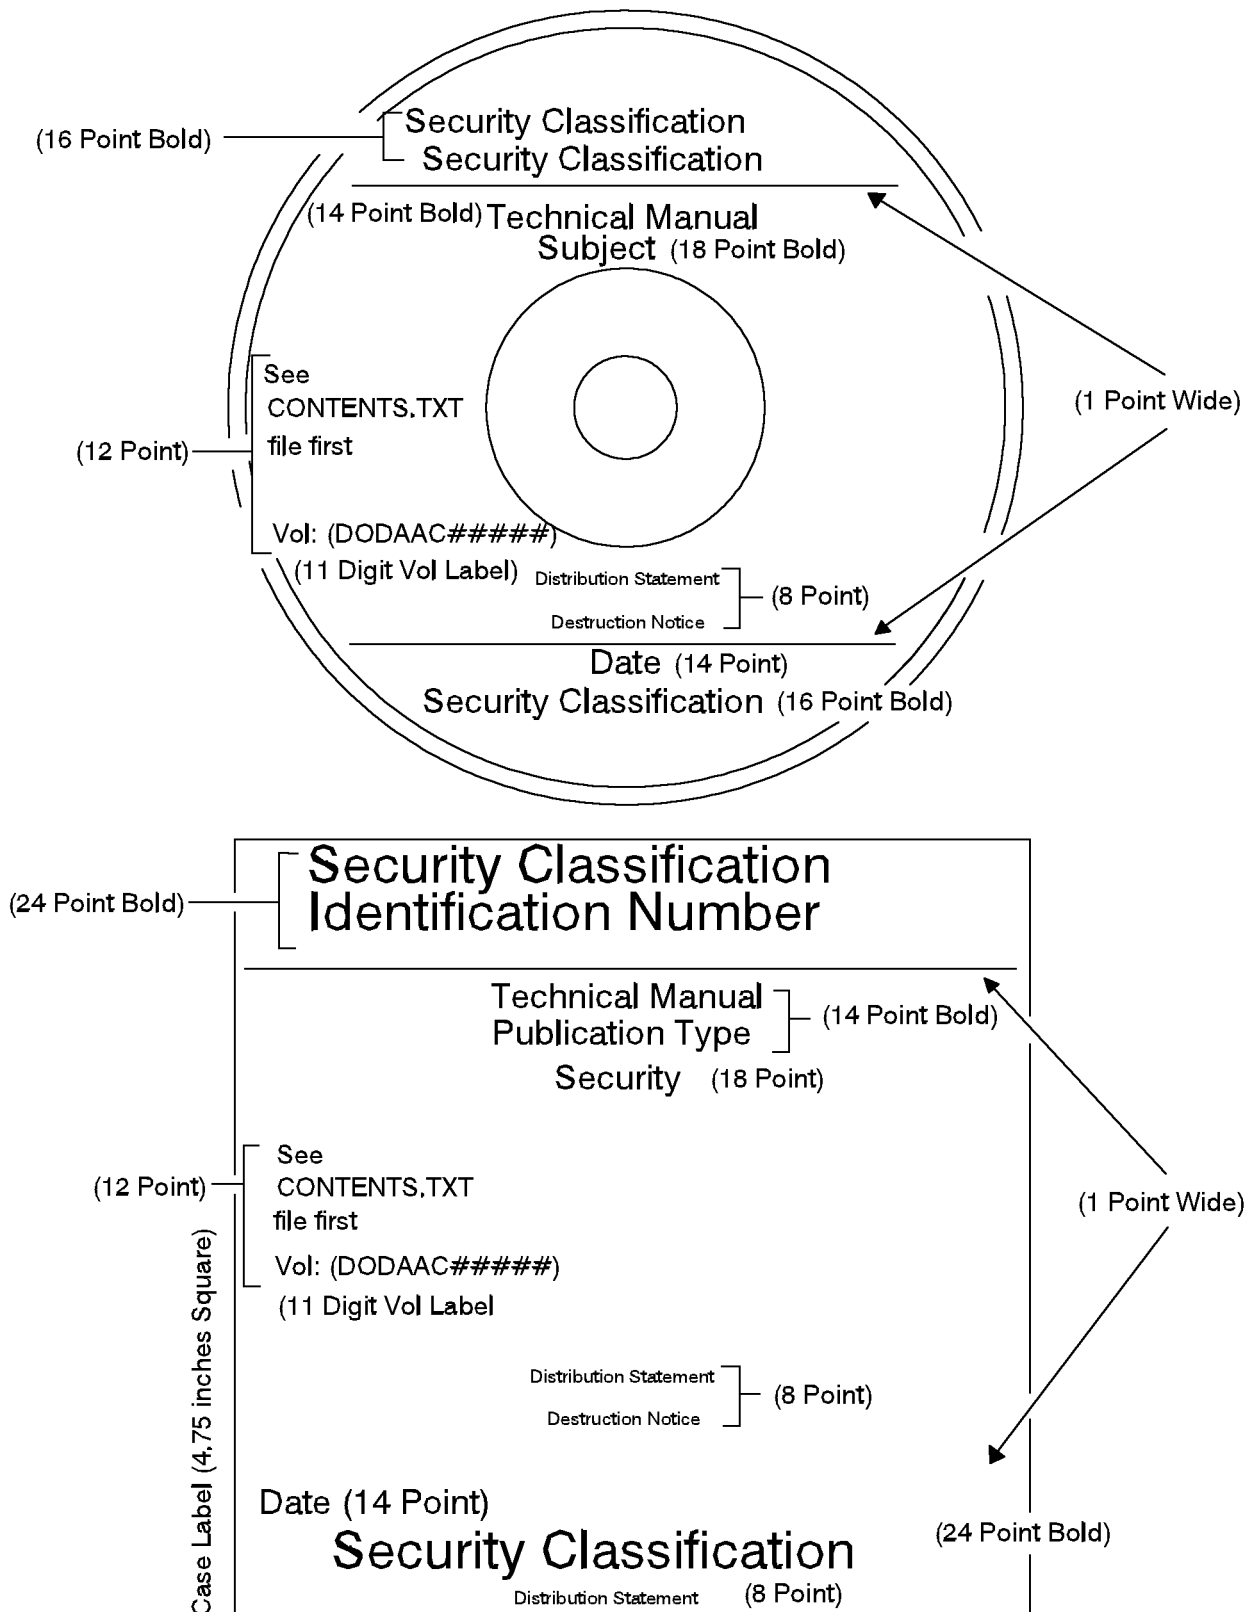 Security Classification
(16 Point Bold)
Security Classification
(14 Point Bold) Technical Manual
Subject (18 Point Bold)
See
CONTENTS.TXT
(1 Point Wide)
file first
(12 Point)
Vol: (DODAAC#####)
(11 Digit Vol Label)
Distribution Statement
(8 Point)
Destruction Notice
Date (14 Point)
Security Classification (16 Point Bold)
Security Classification
(24 Point Bold)
Identification Number
Technical Manual
(14 Point Bold)
Publication Type
Security (18 Point)
See
(12 Point)
CONTENTS.TXT
(1 Point Wide)
file first
Vol: (DODAAC#####)
(11 Digit Vol Label
Case Label (4.75 inches Square)
Distribution Statement
(8 Point)
Destruction Notice
Date (14 Point)
(24 Point Bold)
Security Classification
Distribution Statement (8 Point)